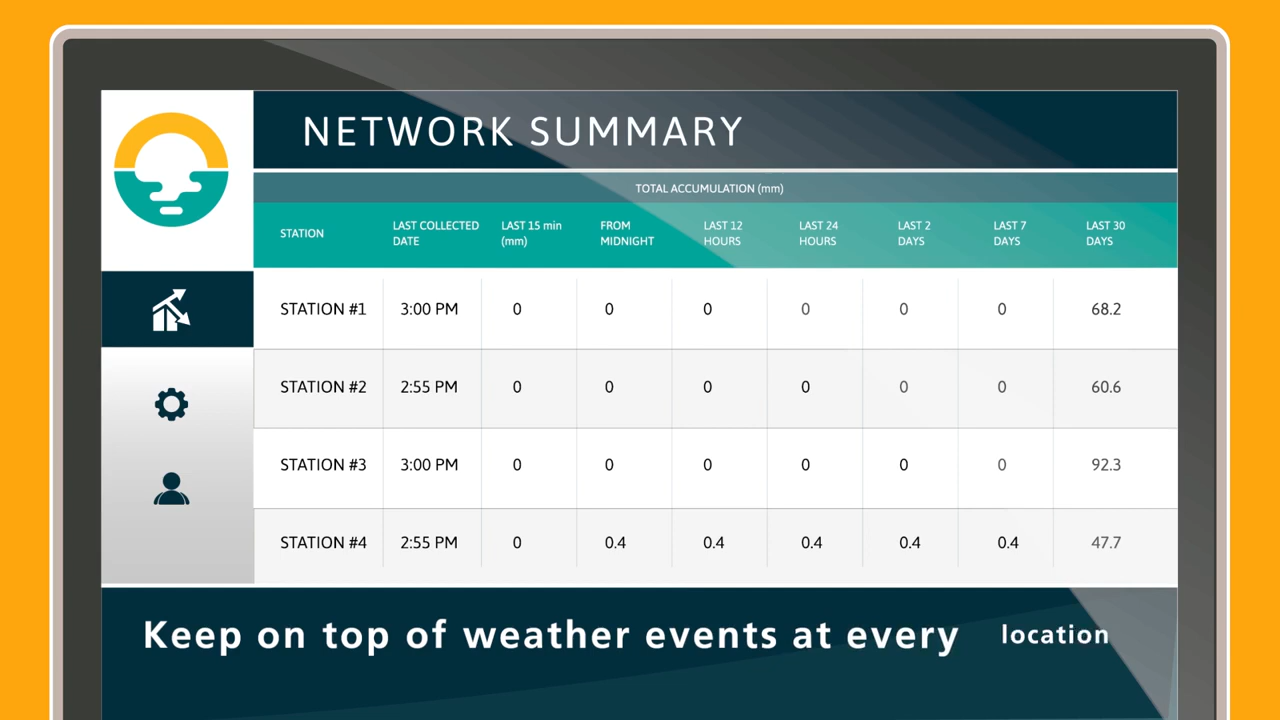 NETWORK SUMMARY
TOTAL ACCUMULATION (mm)
STATION LAST COLLECTED DATE LAST 15 min (mm) FROM MIDNIGHT LAST 12 HOURS LAST 24 HOURS LAST 2 DAYS LAST 7 DAYS LAST 30 DAYS
STATION #1 3:00 PM 0 0 0 0 0 0 68.2
STATION #2 2:55 PM 0 0 0 0 0 0 60.6
STATION #3 3:00 PM 0 0 0 0 0 0 92.3
STATION #4 2:55 PM 0 0.4 0.4 0.4 0.4 0.4 47.7
Keep on top of weather events at every location